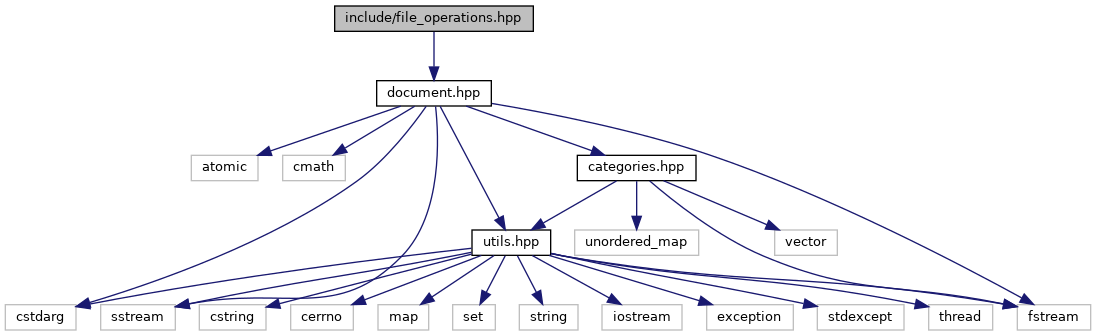 include/file_operations.hpp
document.hpp
atomic
cmath
categories.hpp
utils.hpp
unordered_map
vector
cstdarg
sstream
cstring
cerrno
map
set
string
iostream
exception
stdexcept
thread
fstream